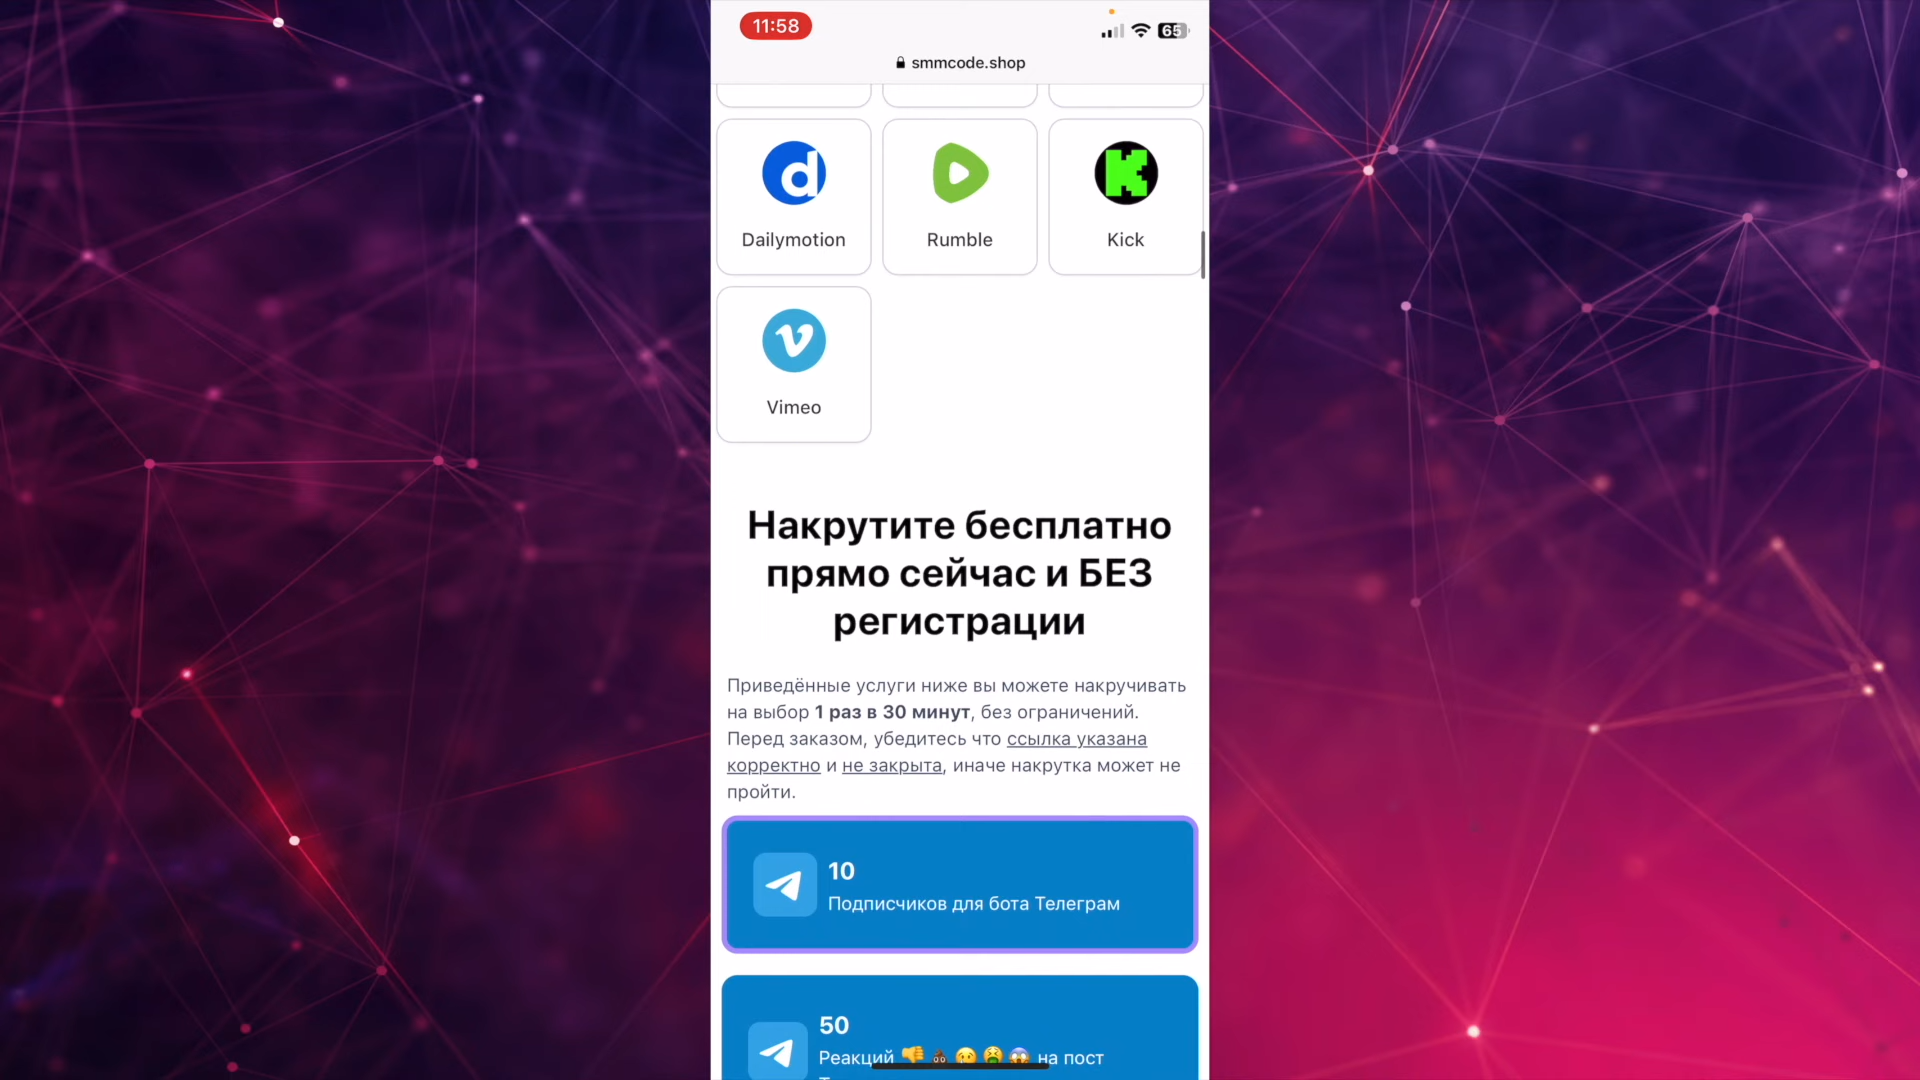 11:58
65
smmcode.shop
Dailymotion
Rumble
Kick
Vimeo
Накрутите бесплатно
прямо сейчас и БЕЗ
регистрации
Приведённые услуги ниже вы можете накручивать
на выбор 1 раз в 30 минут, без ограничений.
Перед заказом, убедитесь что ссылка указана
корректно и не закрыта, иначе накрутка может не
пройти.
10
Подписчиков для бота Телеграм
50
Реакций 👎💩😢🤮😱 на пост